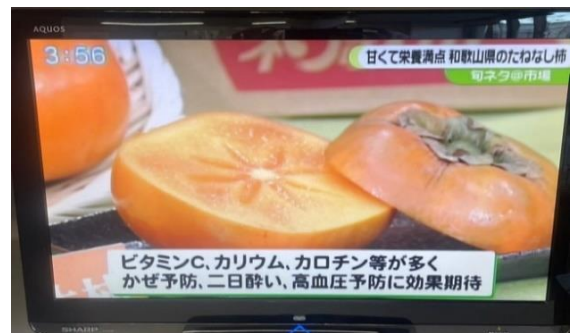 AQUOS
3:56
甘くて栄養満点 和歌山県のたねなし柿
旬ネタ@市場
ビタミンC、カリウム、カロチン等が多く
かぜ予防、二日酔い、高血圧予防に効果期待
SHARP